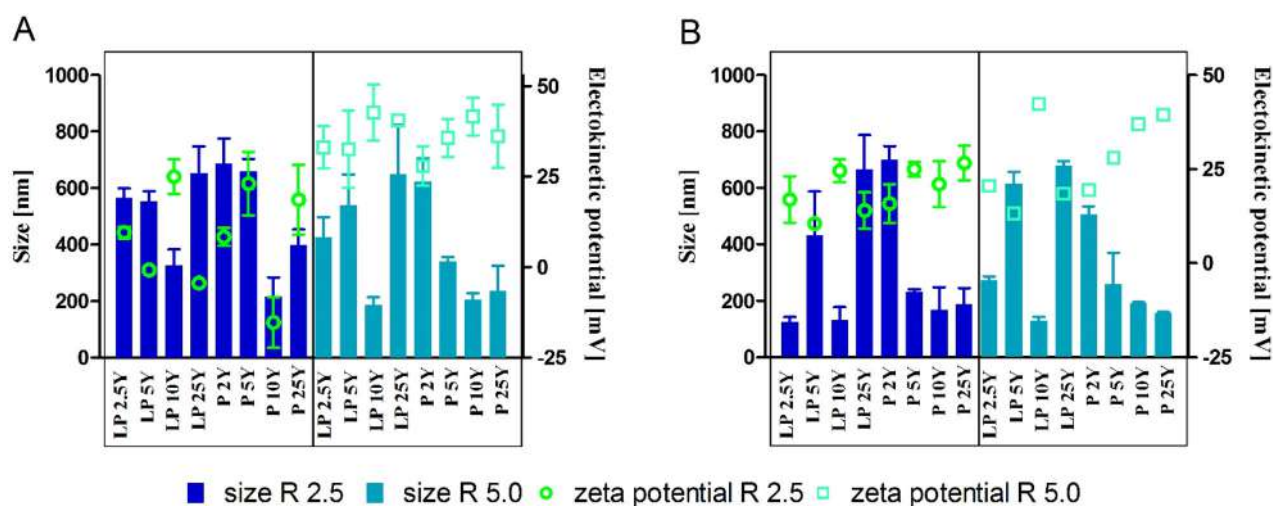 A
B
1000
800
600
400
200
0
Size [nm]
50
25
0
-25
Electokinetic potential [mV]
LP 2.5Y
LP 5Y
LP 10Y
LP 25Y
P 2Y
P 5Y
P 10Y
P 25Y
LP 2.5Y
LP 5Y
LP 10Y
LP 25Y
P 2Y
P 5Y
P 10Y
P 25Y
1000
800
600
400
200
0
Size [nm]
50
25
0
-25
Electokinetic potential [mV]
LP 2.5Y
LP 5Y
LP 10Y
LP 25Y
P 2Y
P 5Y
P 10Y
P 25Y
LP 2.5Y
LP 5Y
LP 10Y
LP 25Y
P 2Y
P 5Y
P 10Y
P 25Y
size R 2.5 size R 5.0 zeta potential R 2.5 zeta potential R 5.0